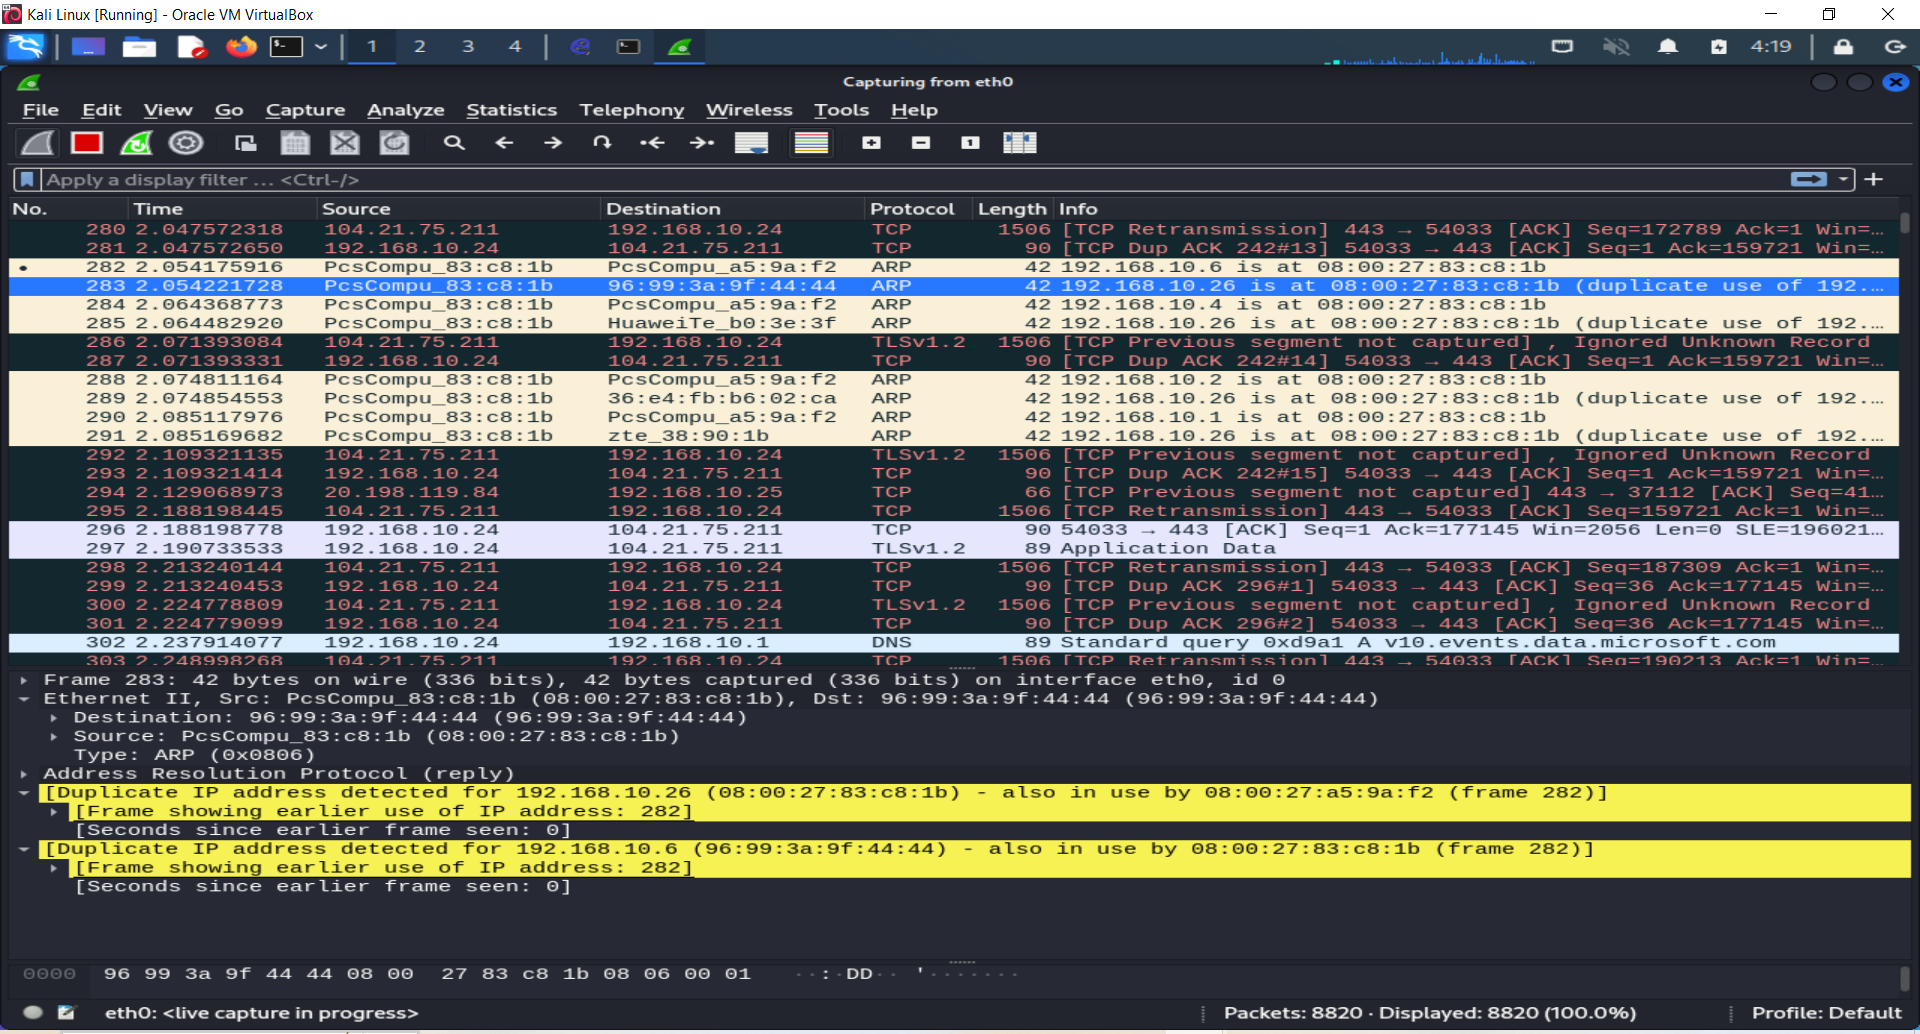 Kali Linux [Running] - Oracle VM VirtualBox
1 2 3 4 4:19
Capturing from eth0
File Edit View Go Capture Analyze Statistics Telephony Wireless Tools Help
Apply a display filter ... <Ctrl-/>
No. Time Source Destination Protocol Length Info
280 2.047572318 104.21.75.211 192.168.10.24 TCP 1506 [TCP Retransmission] 443 → 54033 [ACK] Seq=172789 Ack=1 Win=…
281 2.047572650 192.168.10.24 104.21.75.211 TCP 90 [TCP Dup ACK 242#13] 54033 → 443 [ACK] Seq=1 Ack=159721 Win=…
282 2.054175916 PcsCompu_83:c8:1b PcsCompu_a5:9a:f2 ARP 42 192.168.10.6 is at 08:00:27:83:c8:1b
283 2.054221728 PcsCompu_83:c8:1b 96:99:3a:9f:44:44 ARP 42 192.168.10.26 is at 08:00:27:83:c8:1b (duplicate use of 192.…
284 2.064368773 PcsCompu_83:c8:1b PcsCompu_a5:9a:f2 ARP 42 192.168.10.4 is at 08:00:27:83:c8:1b
285 2.064482920 PcsCompu_83:c8:1b HuaweiTe_b0:3e:3f ARP 42 192.168.10.26 is at 08:00:27:83:c8:1b (duplicate use of 192.…
286 2.071393084 104.21.75.211 192.168.10.24 TLSv1.2 1506 [TCP Previous segment not captured] , Ignored Unknown Record
287 2.071393331 192.168.10.24 104.21.75.211 TCP 90 [TCP Dup ACK 242#14] 54033 → 443 [ACK] Seq=1 Ack=159721 Win=…
288 2.074811164 PcsCompu_83:c8:1b PcsCompu_a5:9a:f2 ARP 42 192.168.10.2 is at 08:00:27:83:c8:1b
289 2.074854553 PcsCompu_83:c8:1b 36:e4:fb:b6:02:ca ARP 42 192.168.10.26 is at 08:00:27:83:c8:1b (duplicate use of 192.…
290 2.085117976 PcsCompu_83:c8:1b PcsCompu_a5:9a:f2 ARP 42 192.168.10.1 is at 08:00:27:83:c8:1b
291 2.085169682 PcsCompu_83:c8:1b zte_38:90:1b ARP 42 192.168.10.26 is at 08:00:27:83:c8:1b (duplicate use of 192.…
292 2.109321135 104.21.75.211 192.168.10.24 TLSv1.2 1506 [TCP Previous segment not captured] , Ignored Unknown Record
293 2.109321414 192.168.10.24 104.21.75.211 TCP 90 [TCP Dup ACK 242#15] 54033 → 443 [ACK] Seq=1 Ack=159721 Win=…
294 2.129068973 20.198.119.84 192.168.10.25 TCP 66 [TCP Previous segment not captured] 443 → 37112 [ACK] Seq=41…
295 2.188198445 104.21.75.211 192.168.10.24 TCP 1506 [TCP Retransmission] 443 → 54033 [ACK] Seq=159721 Ack=1 Win=…
296 2.188198778 192.168.10.24 104.21.75.211 TCP 90 54033 → 443 [ACK] Seq=1 Ack=177145 Win=2056 Len=0 SLE=196021…
297 2.190733533 192.168.10.24 104.21.75.211 TLSv1.2 89 Application Data
298 2.213240144 104.21.75.211 192.168.10.24 TCP 1506 [TCP Retransmission] 443 → 54033 [ACK] Seq=187309 Ack=1 Win=…
299 2.213240453 192.168.10.24 104.21.75.211 TCP 90 [TCP Dup ACK 296#1] 54033 → 443 [ACK] Seq=36 Ack=177145 Win=…
300 2.224778809 104.21.75.211 192.168.10.24 TLSv1.2 1506 [TCP Previous segment not captured] , Ignored Unknown Record
301 2.224779099 192.168.10.24 104.21.75.211 TCP 90 [TCP Dup ACK 296#2] 54033 → 443 [ACK] Seq=36 Ack=177145 Win=…
302 2.237914077 192.168.10.24 192.168.10.1 DNS 89 Standard query 0xd9a1 A v10.events.data.microsoft.com
303 2.248998268 104.21.75.211 192.168.10.24 TCP 1506 [TCP Retransmission] 443 → 54033 [ACK] Seq=190213 Ack=1 Win=…
Frame 283: 42 bytes on wire (336 bits), 42 bytes captured (336 bits) on interface eth0, id 0
Ethernet II, Src: PcsCompu_83:c8:1b (08:00:27:83:c8:1b), Dst: 96:99:3a:9f:44:44 (96:99:3a:9f:44:44)
Destination: 96:99:3a:9f:44:44 (96:99:3a:9f:44:44)
Source: PcsCompu_83:c8:1b (08:00:27:83:c8:1b)
Type: ARP (0x0806)
Address Resolution Protocol (reply)
[Duplicate IP address detected for 192.168.10.26 (08:00:27:83:c8:1b) - also in use by 08:00:27:a5:9a:f2 (frame 282)]
[Frame showing earlier use of IP address: 282]
[Seconds since earlier frame seen: 0]
[Duplicate IP address detected for 192.168.10.6 (96:99:3a:9f:44:44) - also in use by 08:00:27:83:c8:1b (frame 282)]
[Frame showing earlier use of IP address: 282]
[Seconds since earlier frame seen: 0]
0000 96 99 3a 9f 44 44 08 00 27 83 c8 1b 08 06 00 01 ··:·DD·· '·······
eth0: <live capture in progress> Packets: 8820 · Displayed: 8820 (100.0%) Profile: Default